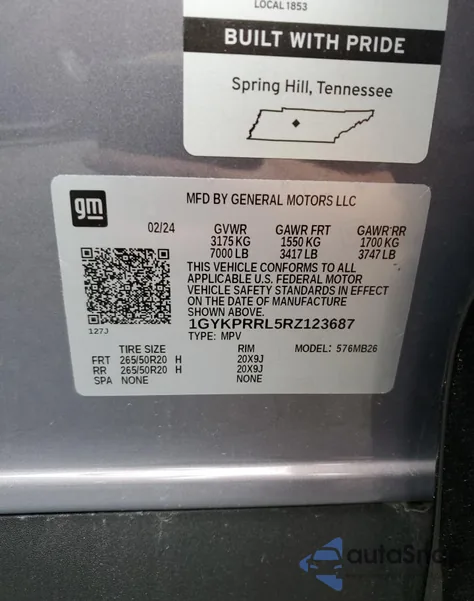 LOCAL 1853
BUILT WITH PRIDE
Spring Hill, Tennessee
gm
MFD BY GENERAL MOTORS LLC
02/24 GVWR GAWR FRT GAWR RR
3175 KG 1550 KG 1700 KG
7000 LB 3417 LB 3747 LB
THIS VEHICLE CONFORMS TO ALL
APPLICABLE U.S. FEDERAL MOTOR
VEHICLE SAFETY STANDARDS IN EFFECT
ON THE DATE OF MANUFACTURE
SHOWN ABOVE.
1GYKPRRL5RZ123687
127J
TYPE: MPV
TIRE SIZE RIM MODEL: 576MB26
FRT 265/50R20 H 20X9J
RR 265/50R20 H 20X9J
SPA NONE NONE